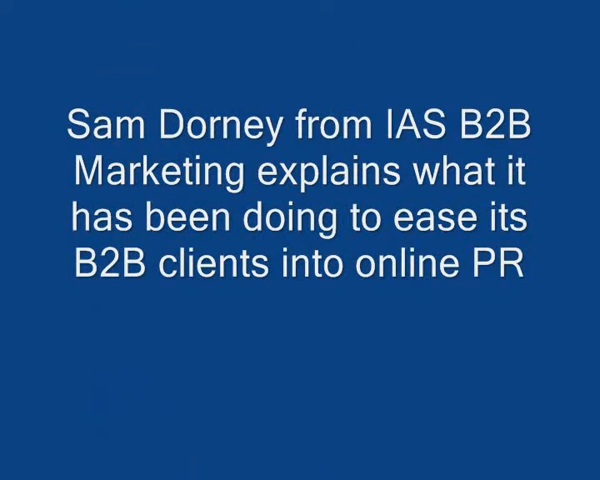 Sam Dorney from IAS B2B
Marketing explains what it
has been doing to ease its
B2B clients into online PR